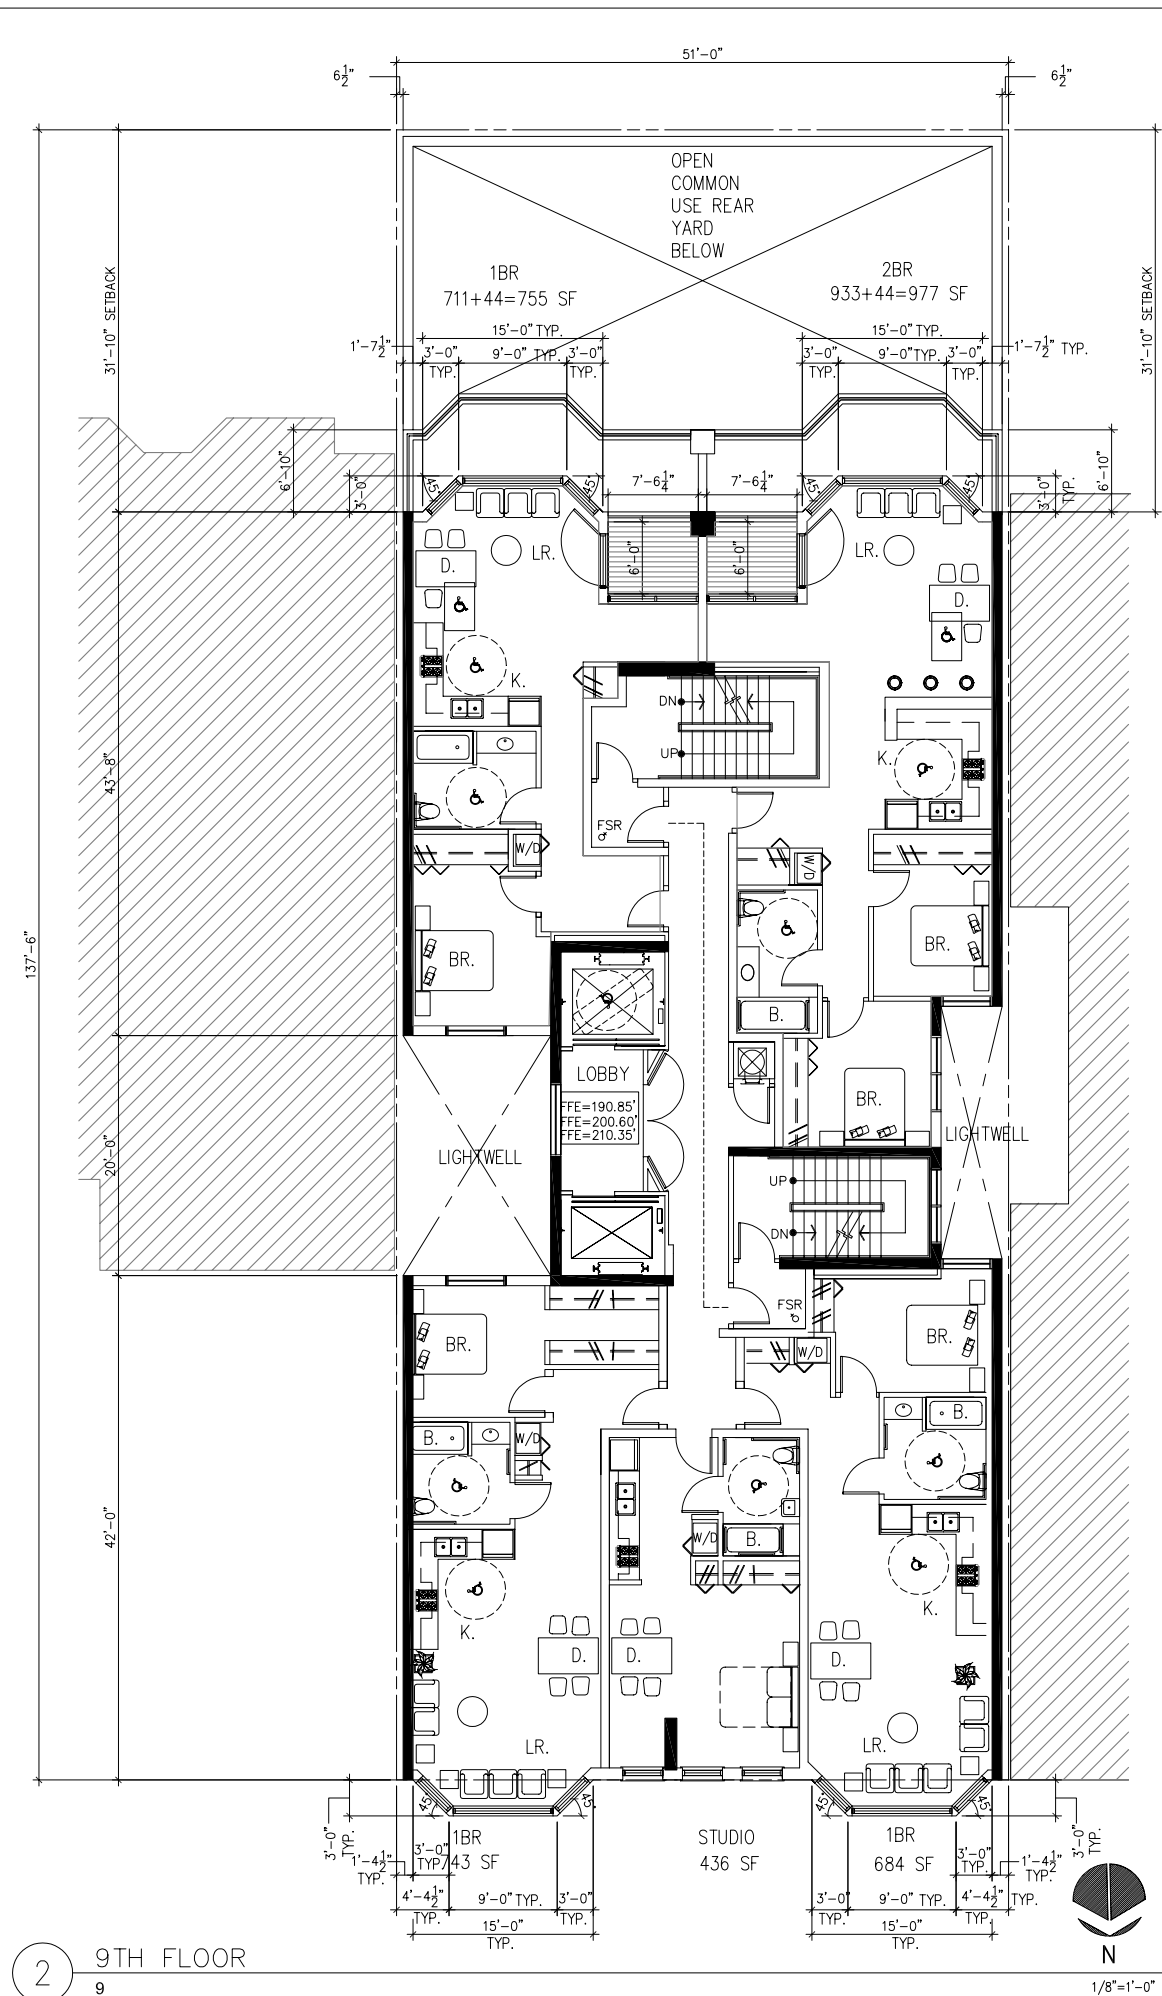 51'-0"
6½" 6½"
OPEN
COMMON
USE REAR
YARD
BELOW
31'-10" SETBACK
31'-10" SETBACK
1BR
711+44=755 SF
2BR
933+44=977 SF
15'-0" TYP. 15'-0" TYP.
1'-7½" 3'-0" 9'-0" TYP. 3'-0" 3'-0" 9'-0" TYP. 3'-0" 1'-7½" TYP.
TYP. TYP. TYP. TYP.
6'-10"
3'-0"
45° 45° 7'-6¼" 7'-6¼" 45° 45°
3'-0"
TYP.
6'-10"
LR. 6'-0" 6'-0" LR.
D. D.
K.
DN
UP
K.
43'-8"
FSR
W/D W/D
137'-6"
BR. BR.
B.
LOBBY
FFE=190.85'
FFE=200.60'
FFE=210.35'
BR.
LIGHTWELL LIGHTWELL
20'-0"
UP
DN
FSR
BR. BR.
W/D
B. W/D B.
42'-0"
W/D B.
K. K.
D. D. D.
LR. LR.
45° 45° 45° 45°
3'-0"
TYP.
1BR
743 SF
STUDIO
436 SF
1BR
684 SF
3'-0"
TYP.
1'-4½" 3'-0" 3'-0" 1'-4½"
TYP. TYP. TYP. TYP.
4'-4½" 9'-0" TYP. 3'-0" 3'-0" 9'-0" TYP. 4'-4½"
TYP. TYP. TYP. TYP.
15'-0" 15'-0"
TYP. TYP.
N
2 9TH FLOOR
9
1/8"=1'-0"